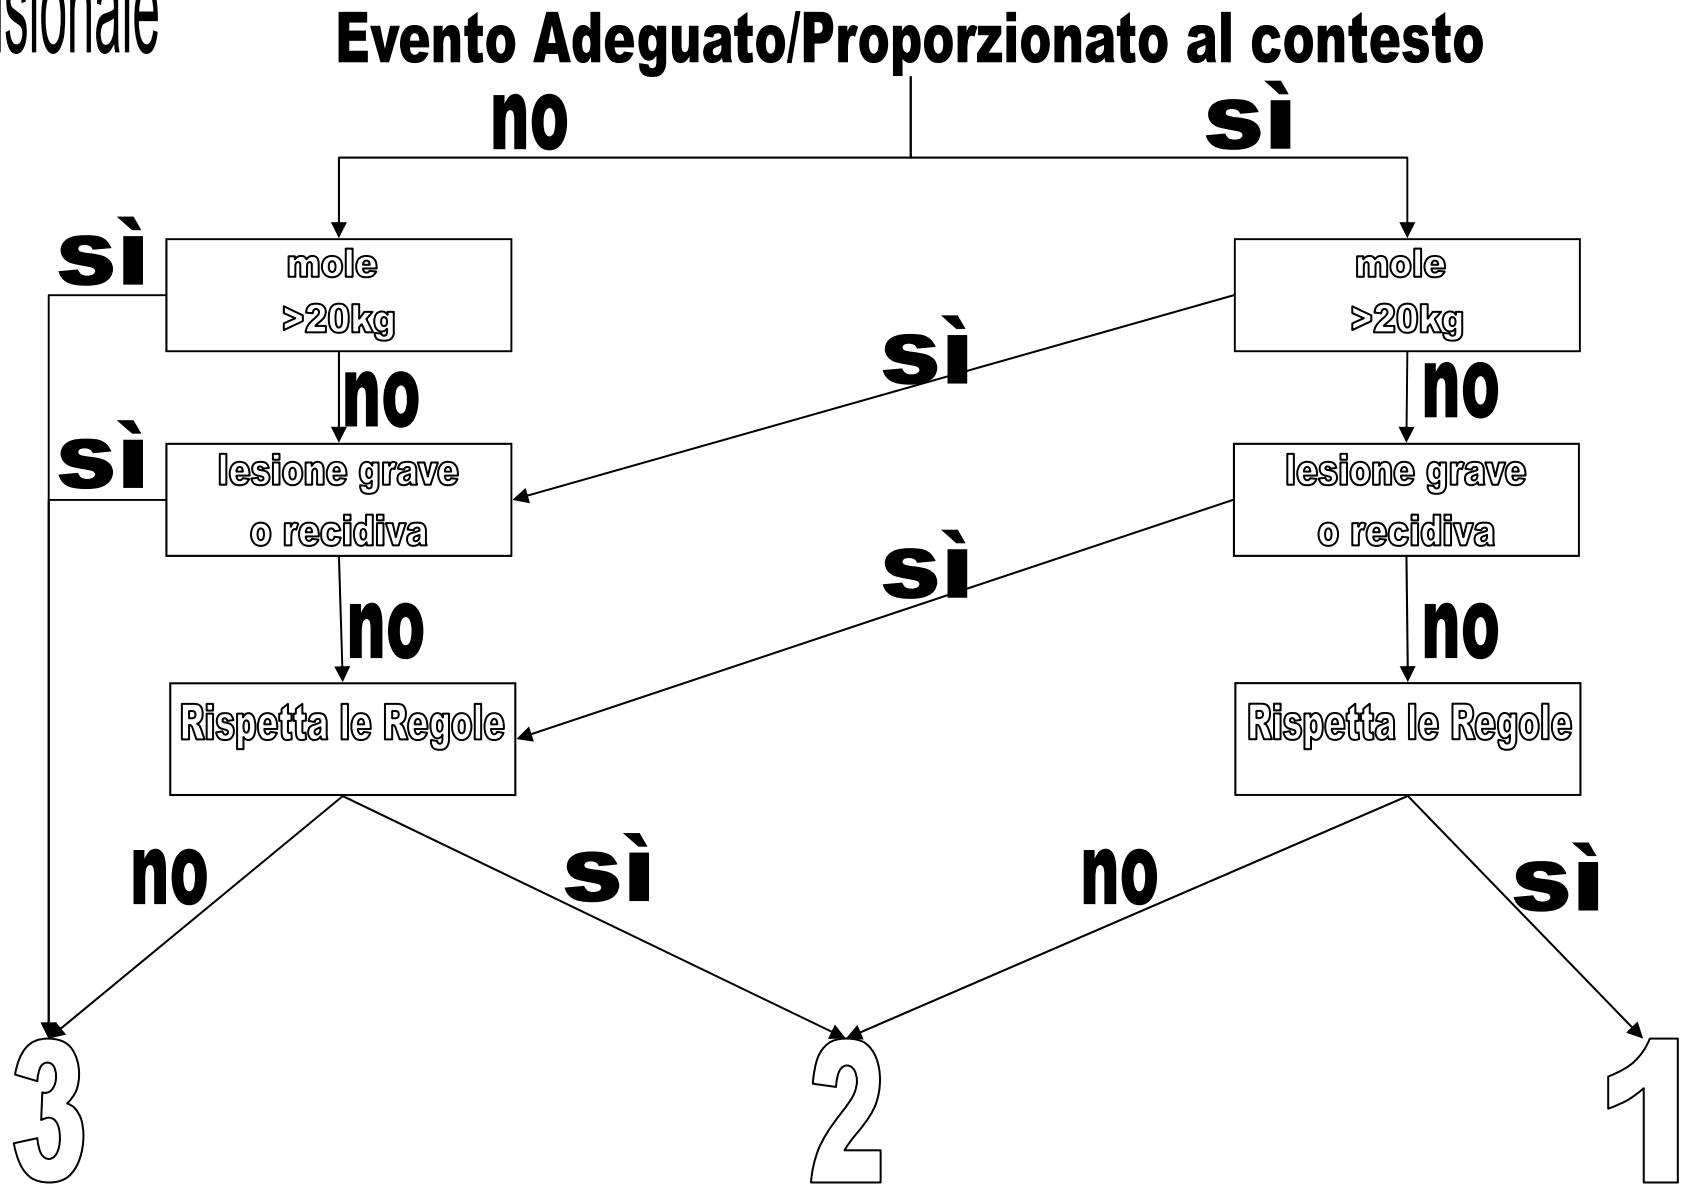 Evento Adeguato/Proporzionato al contesto
no
sì
sì
mole
>20kg
mole
>20kg
sì
no
no
sì
lesione grave
o recidiva
lesione grave
o recidiva
sì
no
no
Rispetta le Regole
Rispetta le Regole
no
sì
no
sì
3
2
1